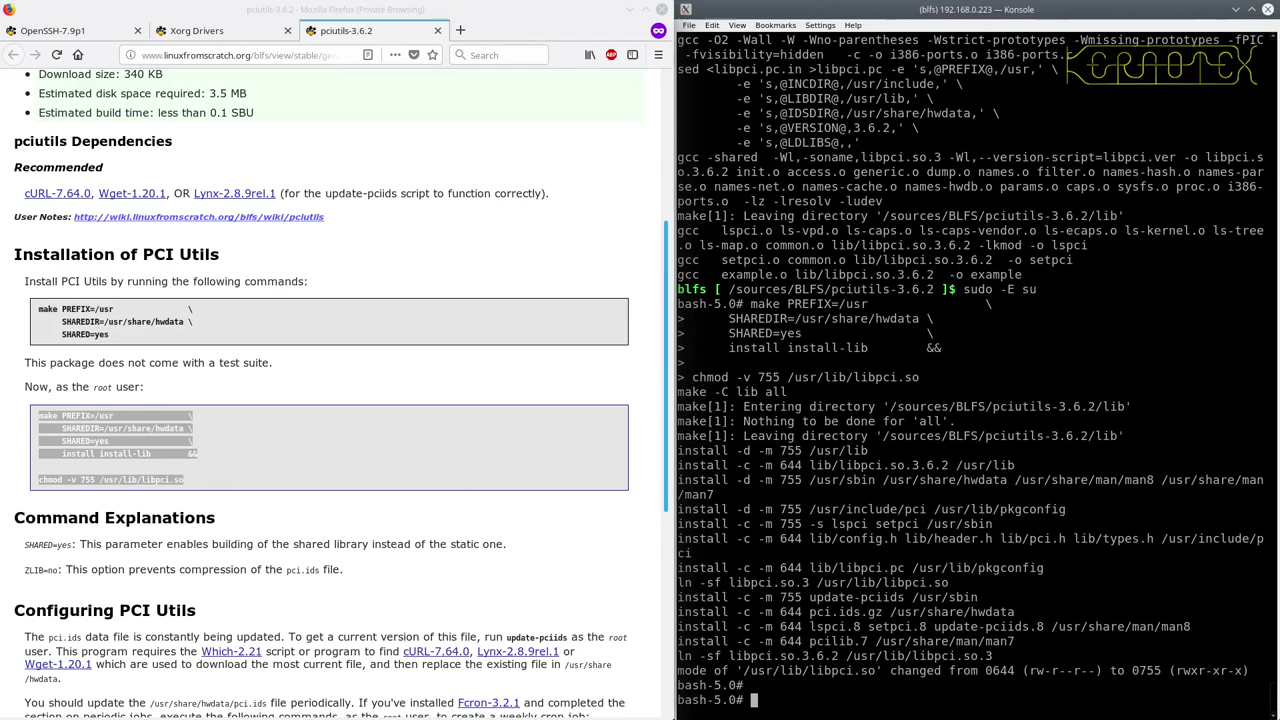 pciutils-3.6.2 - Mozilla Firefox (Private Browsing)
OpenSSH-7.9p1
Xorg Drivers
pciutils-3.6.2
www.linuxfromscratch.org/blfs/view/stable/gen
Search
Download size: 340 KB
Estimated disk space required: 3.5 MB
Estimated build time: less than 0.1 SBU
pciutils Dependencies
Recommended
cURL-7.64.0, Wget-1.20.1, OR Lynx-2.8.9rel.1 (for the update-pciids script to function correctly).
User Notes: http://wiki.linuxfromscratch.org/blfs/wiki/pciutils
Installation of PCI Utils
Install PCI Utils by running the following commands:
make PREFIX=/usr \
SHAREDIR=/usr/share/hwdata \
SHARED=yes
This package does not come with a test suite.
Now, as the root user:
make PREFIX=/usr \
SHAREDIR=/usr/share/hwdata \
SHARED=yes \
install install-lib &&
chmod -v 755 /usr/lib/libpci.so
Command Explanations
SHARED=yes: This parameter enables building of the shared library instead of the static one.
ZLIB=no: This option prevents compression of the pci.ids file.
Configuring PCI Utils
The pci.ids data file is constantly being updated. To get a current version of this file, run update-pciids as the root
user. This program requires the Which-2.21 script or program to find cURL-7.64.0, Lynx-2.8.9rel.1 or
Wget-1.20.1 which are used to download the most current file, and then replace the existing file in /usr/share
/hwdata.
You should update the /usr/share/hwdata/pci.ids file periodically. If you've installed Fcron-3.2.1 and completed the
section on periodic jobs, execute the following commands, as the root user, to create a weekly cron job:
(blfs) 192.168.0.223 — Konsole
File Edit View Bookmarks Settings Help
gcc -O2 -Wall -W -Wno-parentheses -Wstrict-prototypes -Wmissing-prototypes -fPIC
-fvisibility=hidden -c -o i386-ports.o i386-ports.
sed <libpci.pc.in >libpci.pc -e 's,@PREFIX@,/usr,' \
-e 's,@INCDIR@,/usr/include,' \
-e 's,@LIBDIR@,/usr/lib,' \
-e 's,@IDSDIR@,/usr/share/hwdata,' \
-e 's,@VERSION@,3.6.2,' \
-e 's,@LDLIBS@,,'
gcc -shared -Wl,-soname,libpci.so.3 -Wl,--version-script=libpci.ver -o libpci.s
o.3.6.2 init.o access.o generic.o dump.o names.o filter.o names-hash.o names-par
se.o names-net.o names-cache.o names-hwdb.o params.o caps.o sysfs.o proc.o i386-
ports.o -lz -lresolv -ludev
make[1]: Leaving directory '/sources/BLFS/pciutils-3.6.2/lib'
gcc lspci.o ls-vpd.o ls-caps.o ls-caps-vendor.o ls-ecaps.o ls-kernel.o ls-tree
.o ls-map.o common.o lib/libpci.so.3.6.2 -lkmod -o lspci
gcc setpci.o common.o lib/libpci.so.3.6.2 -o setpci
gcc example.o lib/libpci.so.3.6.2 -o example
blfs [ /sources/BLFS/pciutils-3.6.2 ]$ sudo -E su
bash-5.0# make PREFIX=/usr \
> SHAREDIR=/usr/share/hwdata \
> SHARED=yes \
> install install-lib &&
>
> chmod -v 755 /usr/lib/libpci.so
make -C lib all
make[1]: Entering directory '/sources/BLFS/pciutils-3.6.2/lib'
make[1]: Nothing to be done for 'all'.
make[1]: Leaving directory '/sources/BLFS/pciutils-3.6.2/lib'
install -d -m 755 /usr/lib
install -c -m 644 lib/libpci.so.3.6.2 /usr/lib
install -d -m 755 /usr/sbin /usr/share/hwdata /usr/share/man/man8 /usr/share/man
/man7
install -d -m 755 /usr/include/pci /usr/lib/pkgconfig
install -c -m 755 -s lspci setpci /usr/sbin
install -c -m 644 lib/config.h lib/header.h lib/pci.h lib/types.h /usr/include/p
ci
install -c -m 644 lib/libpci.pc /usr/lib/pkgconfig
ln -sf libpci.so.3 /usr/lib/libpci.so
install -c -m 755 update-pciids /usr/sbin
install -c -m 644 pci.ids.gz /usr/share/hwdata
install -c -m 644 lspci.8 setpci.8 update-pciids.8 /usr/share/man/man8
install -c -m 644 pcilib.7 /usr/share/man/man7
ln -sf libpci.so.3.6.2 /usr/lib/libpci.so.3
mode of '/usr/lib/libpci.so' changed from 0644 (rw-r--r--) to 0755 (rwxr-xr-x)
bash-5.0#
bash-5.0#